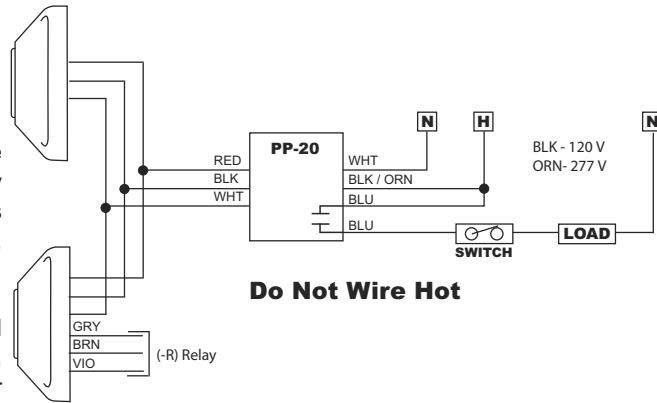 N
H
N
BLK - 120 V
ORN- 277 V
PP-20
RED
WHT
BLK
BLK / ORN
WHT
BLU
BLU
SWITCH
LOAD
Do Not Wire Hot
GRY
BRN
VIO
(-R) Relay